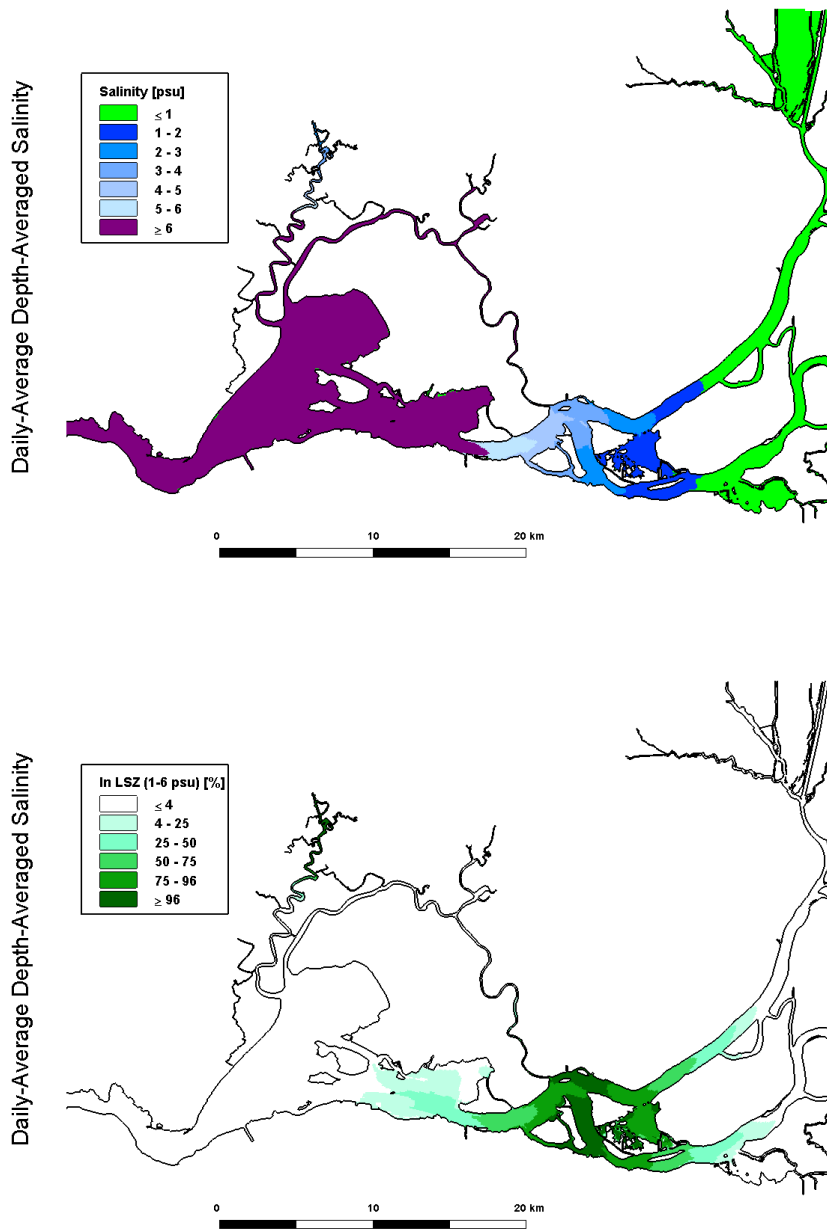 Daily-Average Depth-Averaged Salinity
Salinity [psu]
≤ 1
1 - 2
2 - 3
3 - 4
4 - 5
5 - 6
≥ 6
0 10 20 km
Daily-Average Depth-Averaged Salinity
In LSZ (1-6 psu) [%]
≤ 4
4 - 25
25 - 50
50 - 75
75 - 96
≥ 96
0 10 20 km